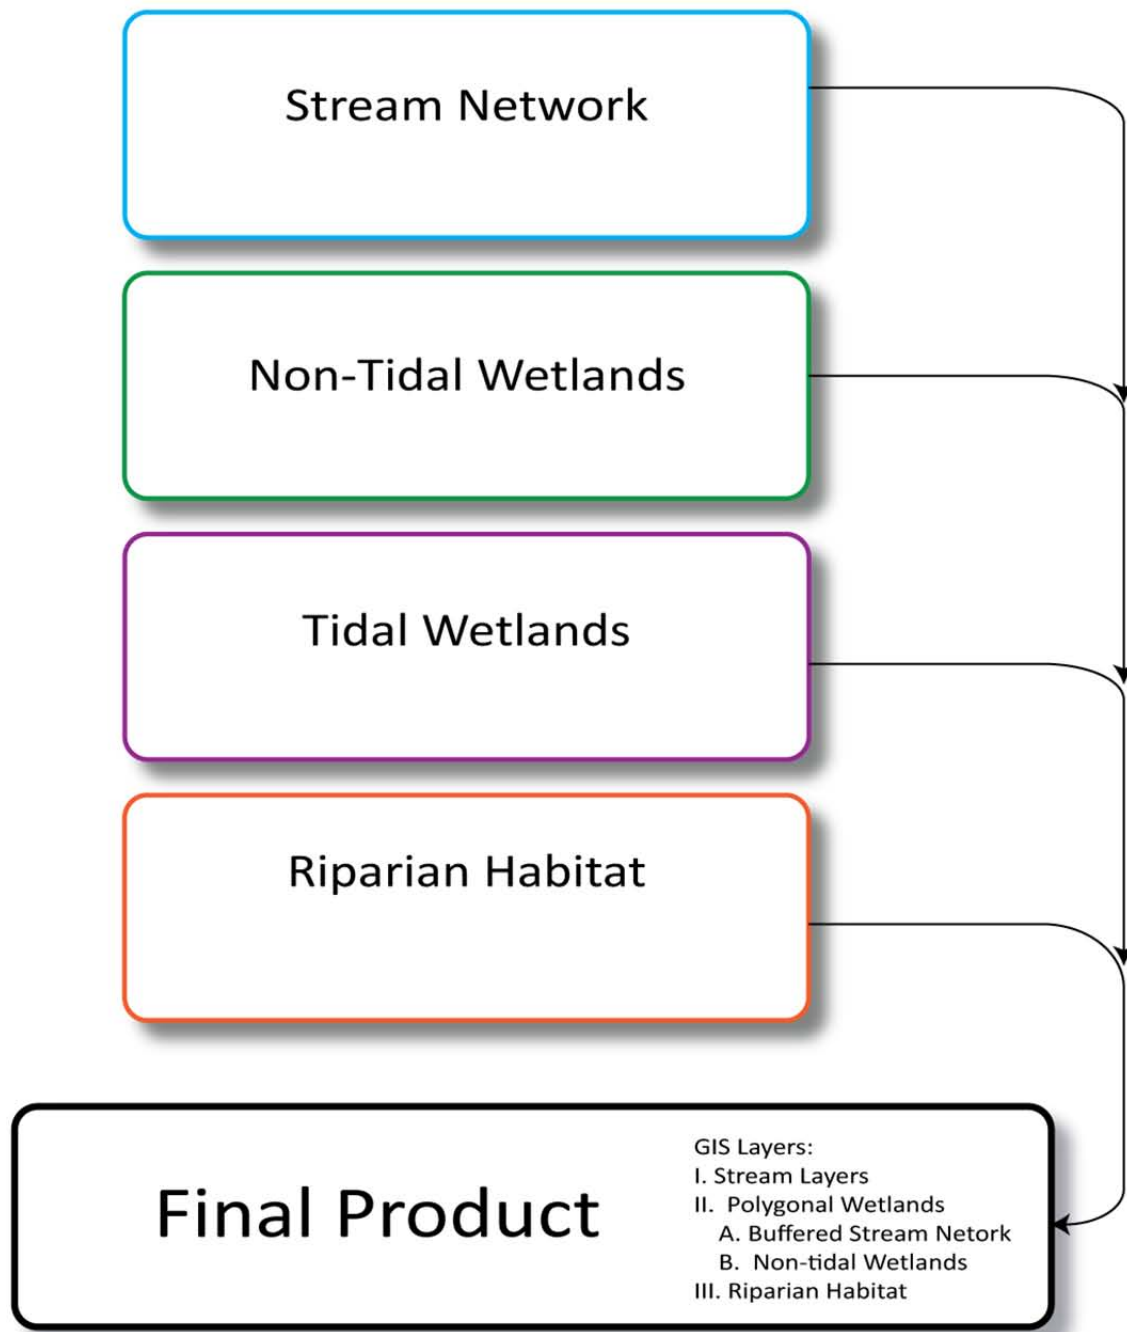 Stream Network
Non-Tidal Wetlands
Tidal Wetlands
Riparian Habitat
Final Product
GIS Layers:
I. Stream Layers
II. Polygonal Wetlands
A. Buffered Stream Netork
B. Non-tidal Wetlands
III. Riparian Habitat